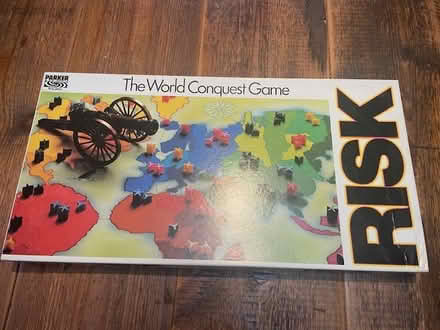 PARKER
The World Conquest Game
RISK